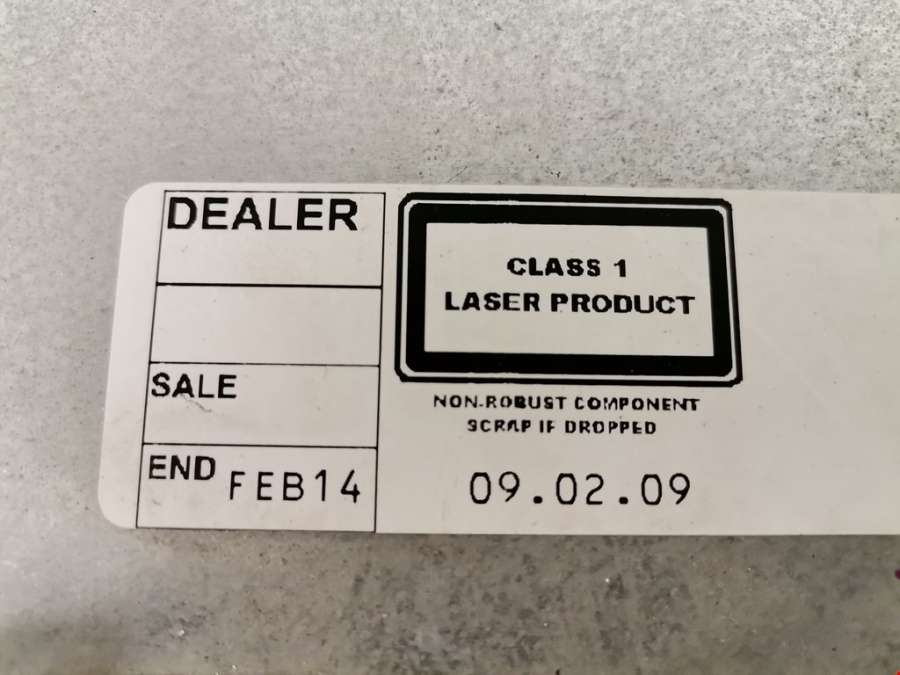 DEALER
SALE
END FEB14
CLASS 1
LASER PRODUCT
NON-ROBUST COMPONENT
SCRAP IF DROPPED
09.02.09